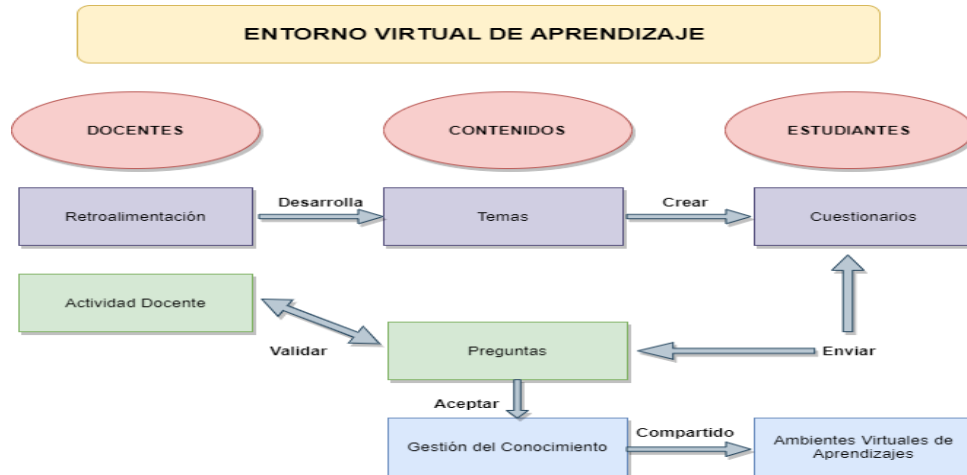 ENTORNO VIRTUAL DE APRENDIZAJE
DOCENTES
CONTENIDOS
ESTUDIANTES
Retroalimentación
Desarrolla
Temas
Crear
Cuestionarios
Actividad Docente
Validar
Preguntas
Enviar
Aceptar
Gestión del Conocimiento
Compartido
Ambientes Virtuales de
Aprendizajes